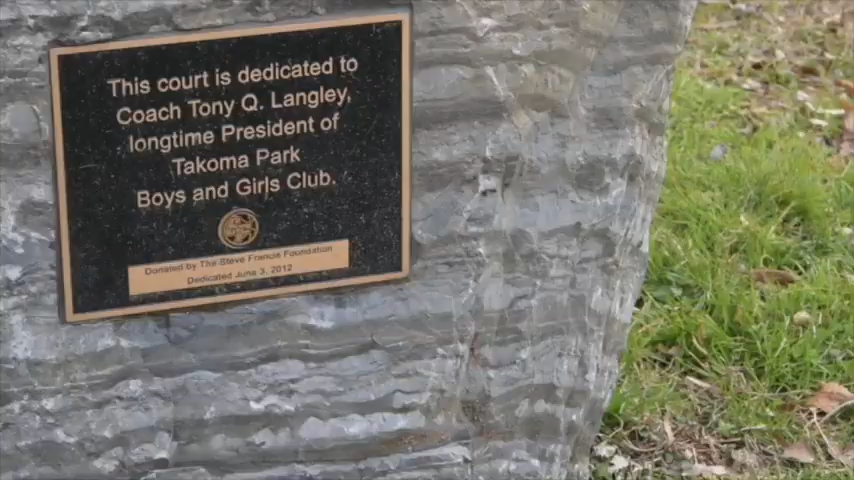 This court is dedicated to
Coach Tony Q. Langley,
longtime President of
Takoma Park
Boys and Girls Club.
Donated by The Steve Francis Foundation
Dedicated June 3, 2012